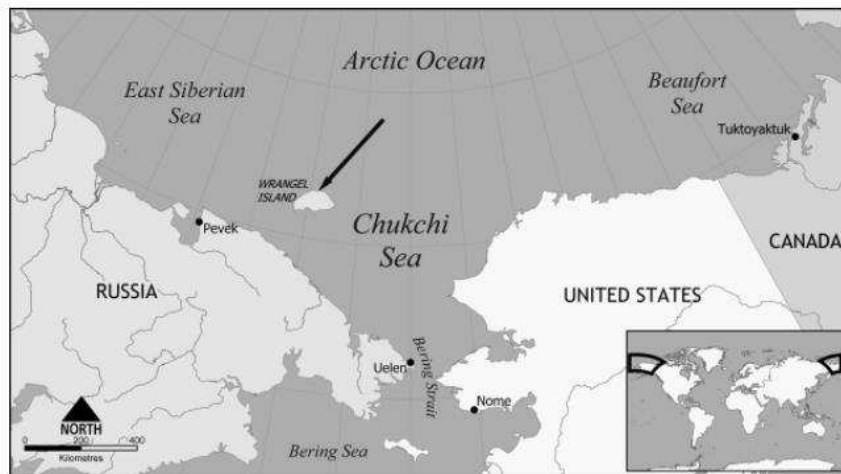 Arctic Ocean
East Siberian
Sea
Beaufort
Sea
Tuktoyaktuk
WRANGEL
ISLAND
Pevek
Chukchi
Sea
CANADA
RUSSIA
UNITED STATES
Uelen
Bering Strait
Nome
NORTH
0 200 400
Kilometres
Bering Sea